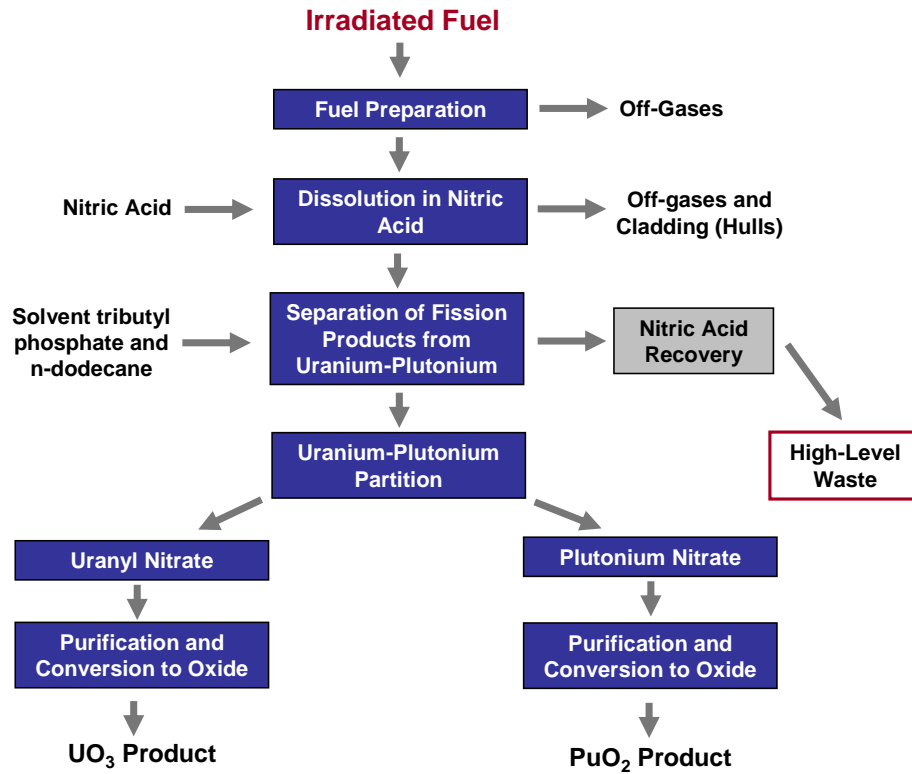 Irradiated Fuel
Fuel Preparation
Off-Gases
Nitric Acid
Dissolution in Nitric
Acid
Off-gases and
Cladding (Hulls)
Solvent tributyl
phosphate and
n-dodecane
Separation of Fission
Products from
Uranium-Plutonium
Nitric Acid
Recovery
Uranium-Plutonium
Partition
High-Level
Waste
Uranyl Nitrate
Plutonium Nitrate
Purification and
Conversion to Oxide
Purification and
Conversion to Oxide
UO₃ Product
PuO₂ Product